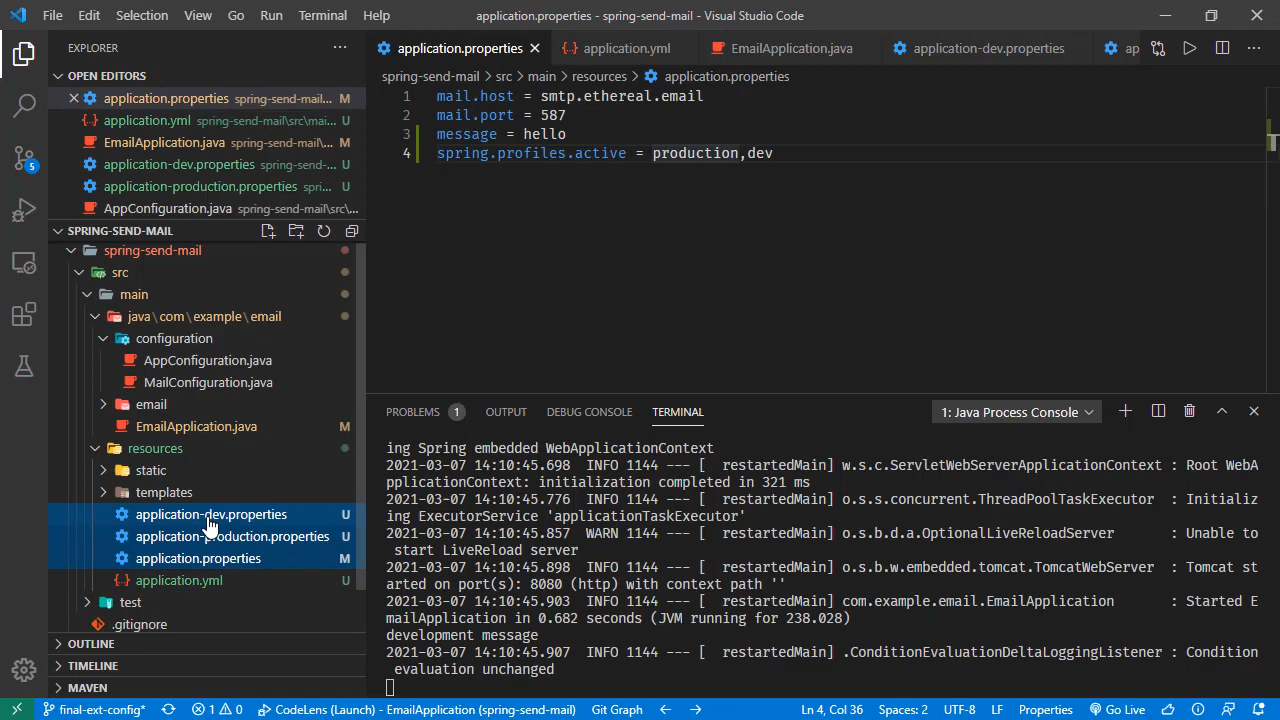 File Edit Selection View Go Run Terminal Help application.properties - spring-send-mail - Visual Studio Code
EXPLORER
OPEN EDITORS
application.properties spring-send-mail... M
application.yml spring-send-mail\src\mai... U
EmailApplication.java spring-send-mail... M
application-dev.properties spring-send-m... U
application-production.properties spri... U
AppConfiguration.java spring-send-mail\src\...
SPRING-SEND-MAIL
spring-send-mail
src
main
java\com\example\email
configuration
AppConfiguration.java
MailConfiguration.java
email
EmailApplication.java M
resources
static
templates
application-dev.properties U
application-production.properties U
application.properties M
application.yml U
test
.gitignore
OUTLINE
TIMELINE
MAVEN
5
application.properties application.yml EmailApplication.java application-dev.properties ap
spring-send-mail > src > main > resources > application.properties
1 mail.host = smtp.ethereal.email
2 mail.port = 587
3 message = hello
4 spring.profiles.active = production,dev
PROBLEMS 1 OUTPUT DEBUG CONSOLE TERMINAL 1: Java Process Console
ing Spring embedded WebApplicationContext
2021-03-07 14:10:45.698 INFO 1144 --- [ restartedMain] w.s.c.ServletWebServerApplicationContext : Root WebA
pplicationContext: initialization completed in 321 ms
2021-03-07 14:10:45.776 INFO 1144 --- [ restartedMain] o.s.s.concurrent.ThreadPoolTaskExecutor : Initializ
ing ExecutorService 'applicationTaskExecutor'
2021-03-07 14:10:45.857 WARN 1144 --- [ restartedMain] o.s.b.d.a.OptionalLiveReloadServer : Unable to
start LiveReload server
2021-03-07 14:10:45.898 INFO 1144 --- [ restartedMain] o.s.b.w.embedded.tomcat.TomcatWebServer : Tomcat st
arted on port(s): 8080 (http) with context path ''
2021-03-07 14:10:45.903 INFO 1144 --- [ restartedMain] com.example.email.EmailApplication : Started E
mailApplication in 0.682 seconds (JVM running for 238.028)
development message
2021-03-07 14:10:45.907 INFO 1144 --- [ restartedMain] .ConditionEvaluationDeltaLoggingListener : Condition
evaluation unchanged
final-ext-config* 1 0 CodeLens (Launch) - EmailApplication (spring-send-mail) Git Graph Ln 4, Col 36 Spaces: 2 UTF-8 LF Properties Go Live